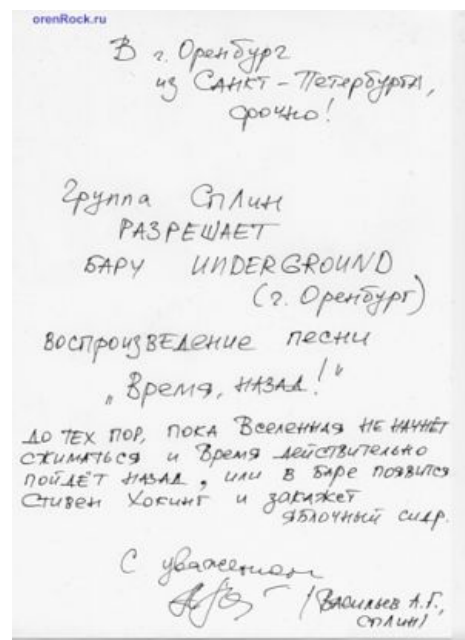 orenRock.ru
В г. Оренбург
из Санкт-Петербурга,
срочно!
Группа Сплин
РАЗРЕШАЕТ
БАРУ UNDERGROUND
(г. Оренбург)
воспроизведение песни
„Время, назад!"
до тех пор, пока Вселенная не начнёт
сжиматься и Время действительно
пойдёт назад, или в баре появится
Стивен Хокинг и закажет
яблочный сидр.
С уважением
/Васильев А.Г.,
СПЛИН/